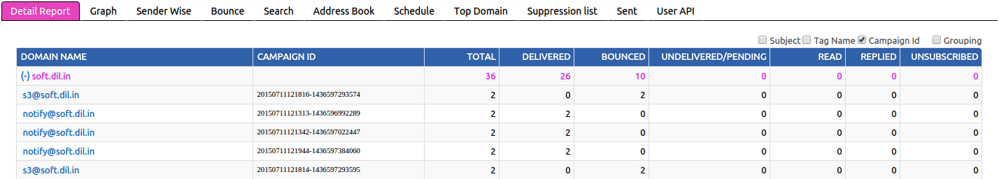 Detail Report Graph Sender Wise Bounce Search Address Book Schedule Top Domain Suppression list Sent User API
Subject Tag Name Campaign Id Grouping
DOMAIN NAME CAMPAIGN ID TOTAL DELIVERED BOUNCED UNDELIVERED/PENDING READ REPLIED UNSUBSCRIBED
(-) soft.dil.in 36 26 10 0 0 0 0
s3@soft.dil.in 20150711121816-1436597293574 2 0 2 0 0 0 0
notify@soft.dil.in 20150711121313-1436596992289 2 2 0 0 0 0 0
notify@soft.dil.in 20150711121342-1436597022447 2 2 0 0 0 0 0
notify@soft.dil.in 20150711121944-1436597384060 2 2 0 0 0 0 0
s3@soft.dil.in 20150711121814-1436597293595 2 0 2 0 0 0 0